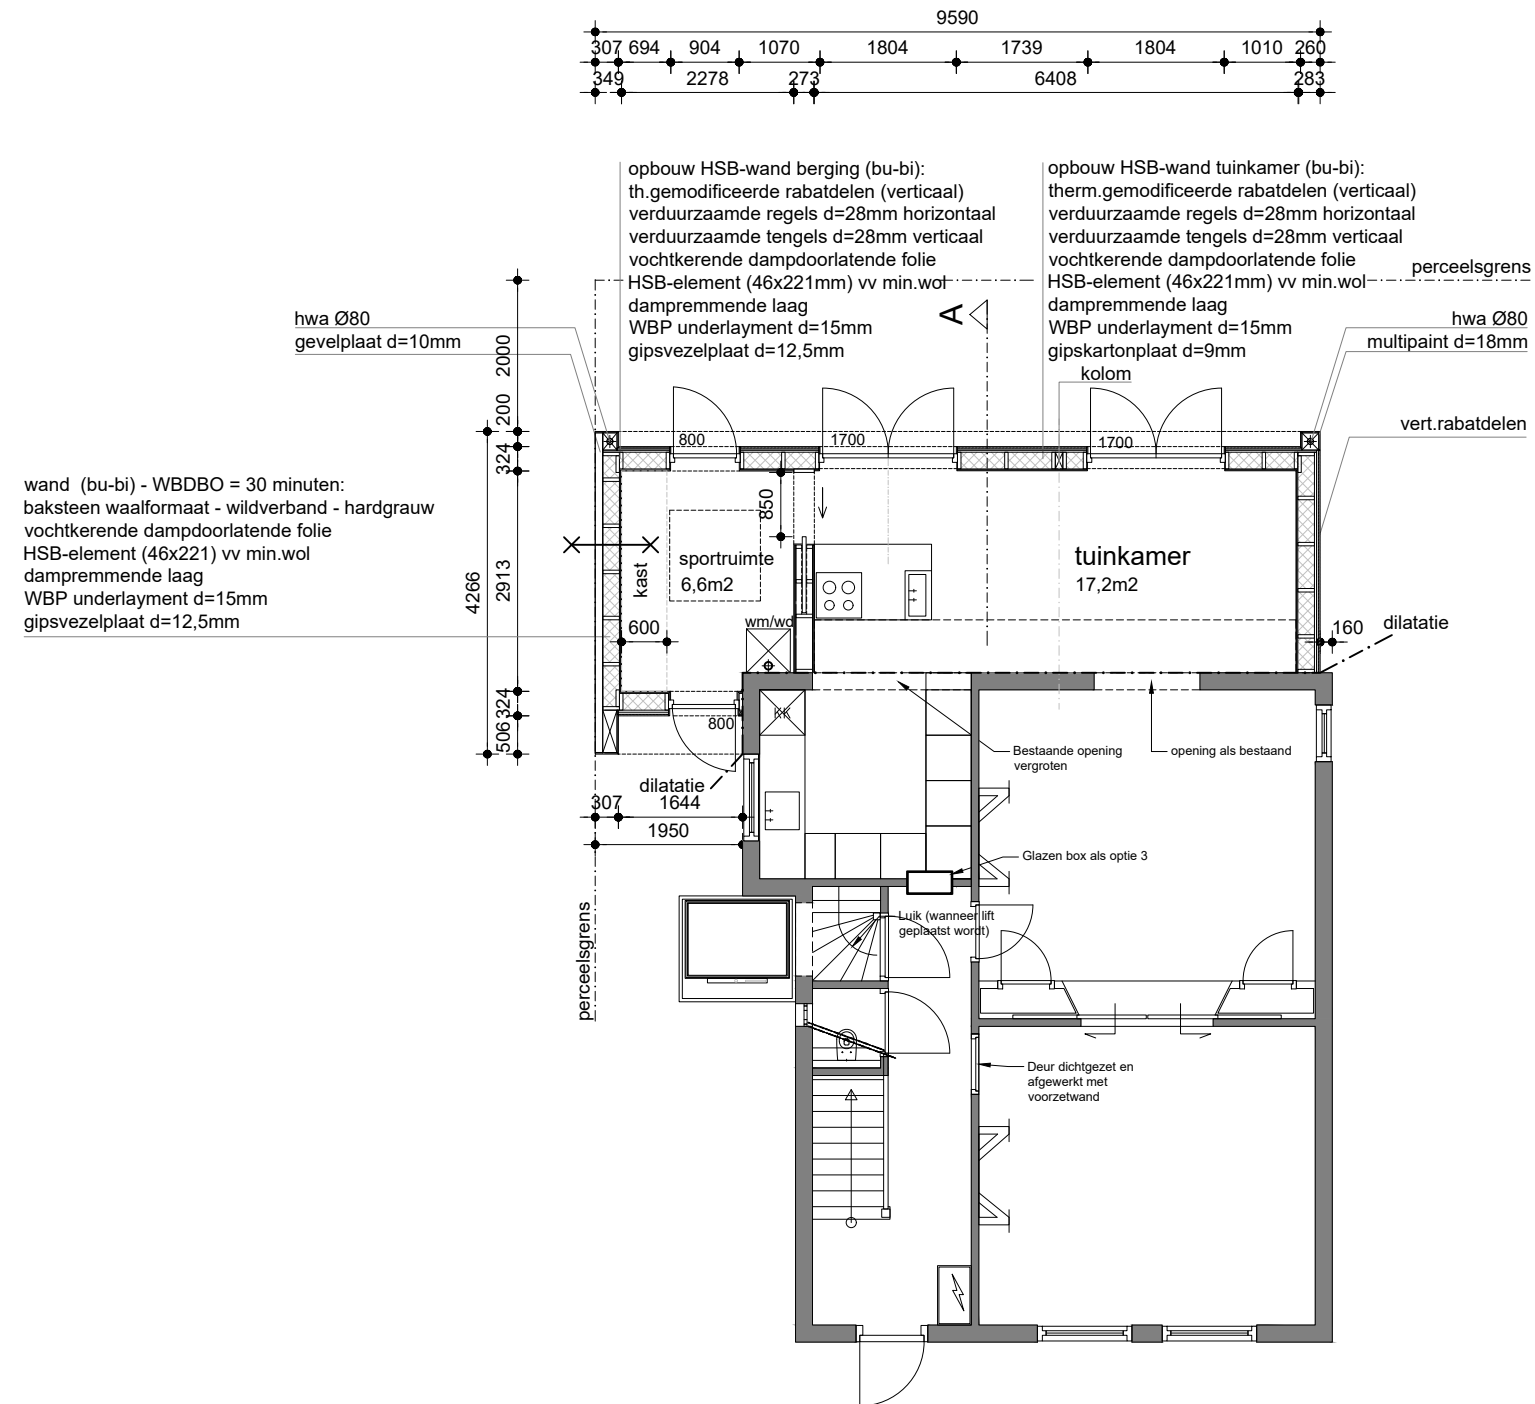 9590
307 694 904 1070 1804 1739 1804 1010 260
349 2278 273 6408 283
opbouw HSB-wand berging (bu-bi):
th.gemodificeerde rabatdelen (verticaal)
verduurzaamde regels d=28mm horizontaal
verduurzaamde tengels d=28mm verticaal
vochtkerende dampdoorlatende folie
HSB-element (46x221mm) vv min.wol
dampremmende laag
WBP underlayment d=15mm
gipsvezelplaat d=12,5mm
opbouw HSB-wand tuinkamer (bu-bi):
therm.gemodificeerde rabatdelen (verticaal)
verduurzaamde regels d=28mm horizontaal
verduurzaamde tengels d=28mm verticaal
vochtkerende dampdoorlatende folie
HSB-element (46x221mm) vv min.wol
dampremmende laag
WBP underlayment d=15mm
gipskartonplaat d=9mm
kolom
perceelsgrens
A
hwa Ø80
gevelplaat d=10mm
hwa Ø80
multipaint d=18mm
vert.rabatdelen
2000
200
324
2913
324
506
4266
800
1700
1700
850
wand (bu-bi) - WBDBO = 30 minuten:
baksteen waalformaat - wildverband - hardgrauw
vochtkerende dampdoorlatende folie
HSB-element (46x221) vv min.wol
dampremmende laag
WBP underlayment d=15mm
gipsvezelplaat d=12,5mm
kast
sportruimte
6,6m2
tuinkamer
17,2m2
600
wm/wd
160
dilatatie
KK
800
Bestaande opening
vergroten
opening als bestaand
dilatatie
307 1644
1950
Glazen box als optie 3
perceelsgrens
Luik (wanneer lift
geplaatst wordt)
Deur dichtgezet en
afgewerkt met
voorzetwand